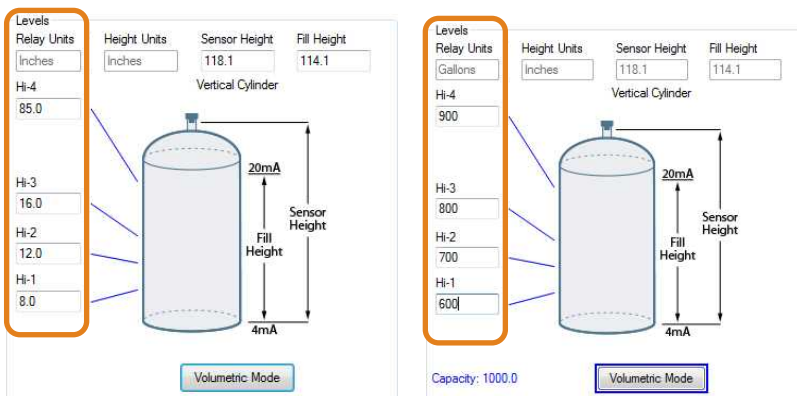 Levels
Relay Units Height Units Sensor Height Fill Height
Inches Inches 118.1 114.1
Hi-4 Vertical Cylinder
85.0
20mA
Hi-3
16.0
Sensor
Height
Hi-2
12.0
Fill
Height
Hi-1
8.0
4mA
Volumetric Mode
Levels
Relay Units Height Units Sensor Height Fill Height
Gallons Inches 118.1 114.1
Hi-4 Vertical Cylinder
900
20mA
Hi-3
800
Sensor
Height
Hi-2
700
Fill
Height
Hi-1
600
4mA
Capacity: 1000.0 Volumetric Mode